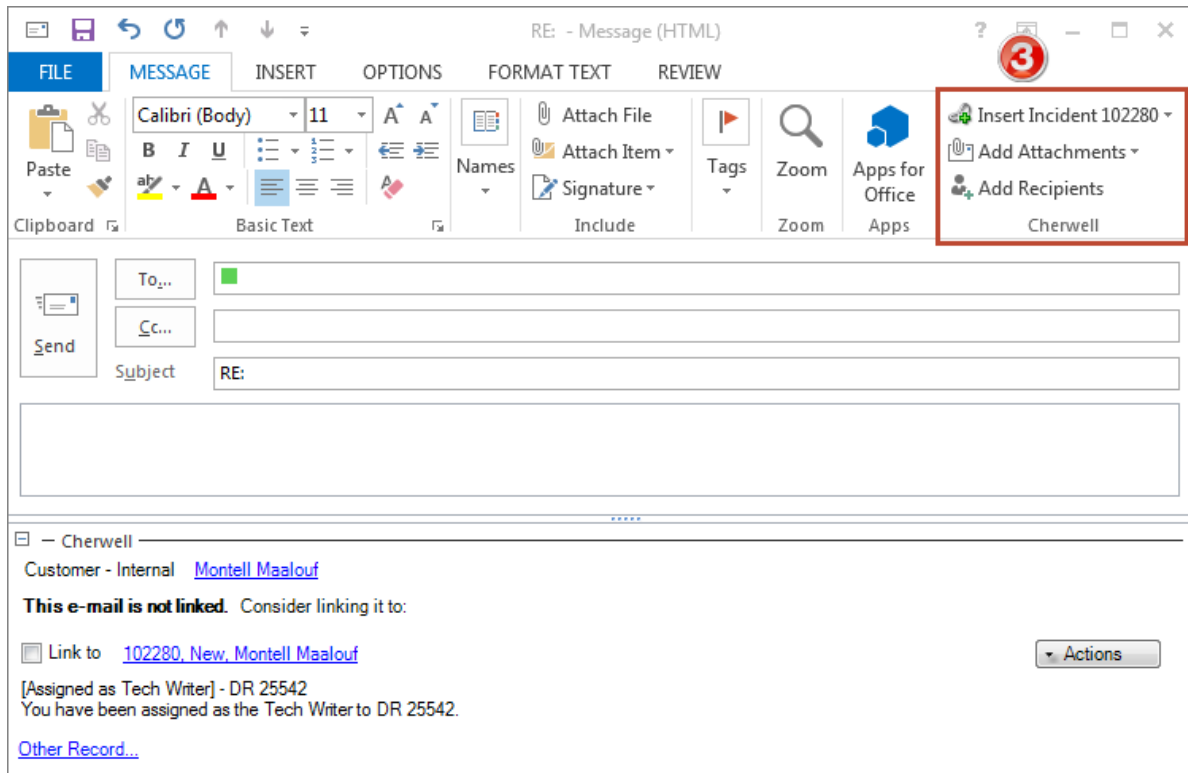 RE: - Message (HTML)
?
3
FILE MESSAGE INSERT OPTIONS FORMAT TEXT REVIEW
Paste
Clipboard
Calibri (Body) 11 A A
B I U
aby A
Basic Text
Names
Attach File
Attach Item
Signature
Include
Tags
Zoom
Zoom
Apps for
Office
Apps
Insert Incident 102280
Add Attachments
Add Recipients
Cherwell
Send
To...
Cc...
Subject RE:
Cherwell
Customer - Internal Montell Maalouf
This e-mail is not linked. Consider linking it to:
Link to 102280, New, Montell Maalouf
Actions
[Assigned as Tech Writer] - DR 25542
You have been assigned as the Tech Writer to DR 25542.
Other Record...